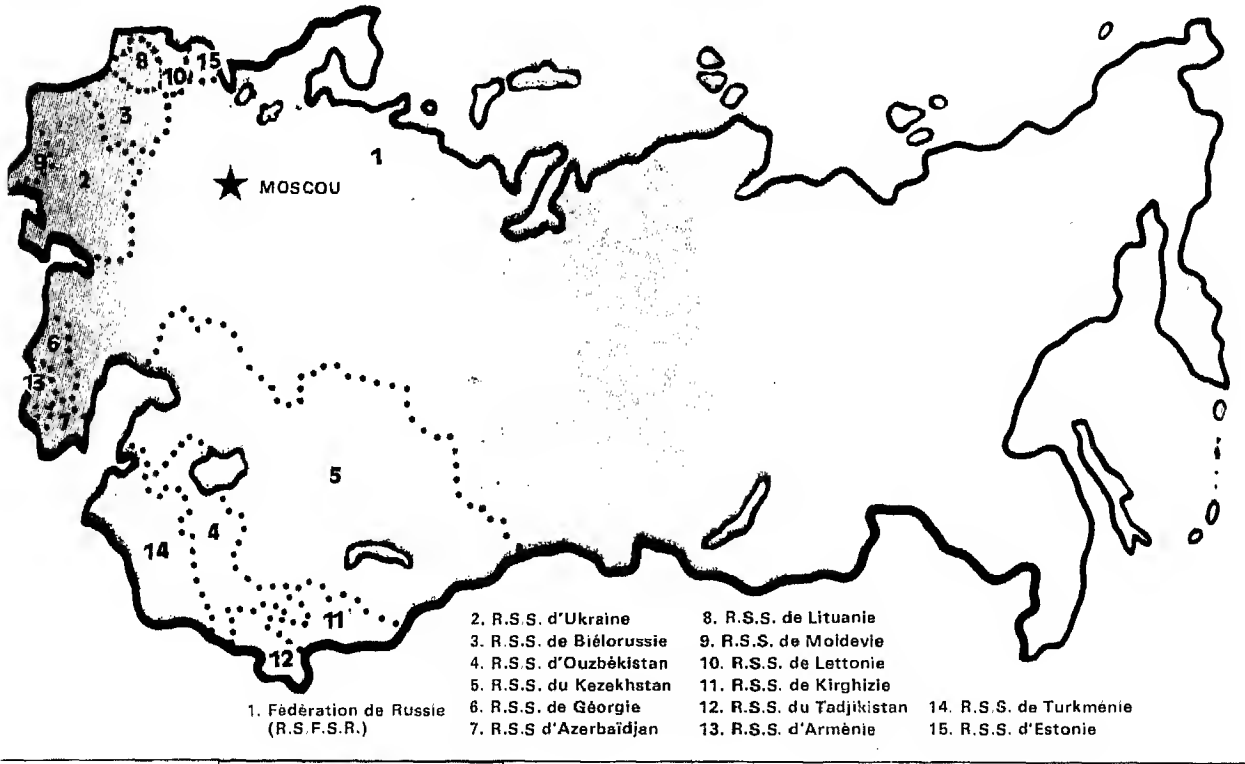 8
15
10
3
1
9
2
★ MOSCOU
6
13
7
5
4
14
11
12
1. Fédération de Russie
(R.S.F.S.R.)
2. R.S.S. d'Ukraine
3. R.S.S. de Biélorussie
4. R.S.S. d'Ouzbékistan
5. R.S.S. du Kezekhstan
6. R.S.S. de Géorgie
7. R.S.S d'Azerbaïdjan
8. R.S.S. de Lituanie
9. R.S.S. de Moldevie
10. R.S.S. de Lettonie
11. R.S.S. de Kirghizie
12. R.S.S. du Tadjikistan
13. R.S.S. d'Arménie
14. R.S.S. de Turkménie
15. R.S.S. d'Estonie